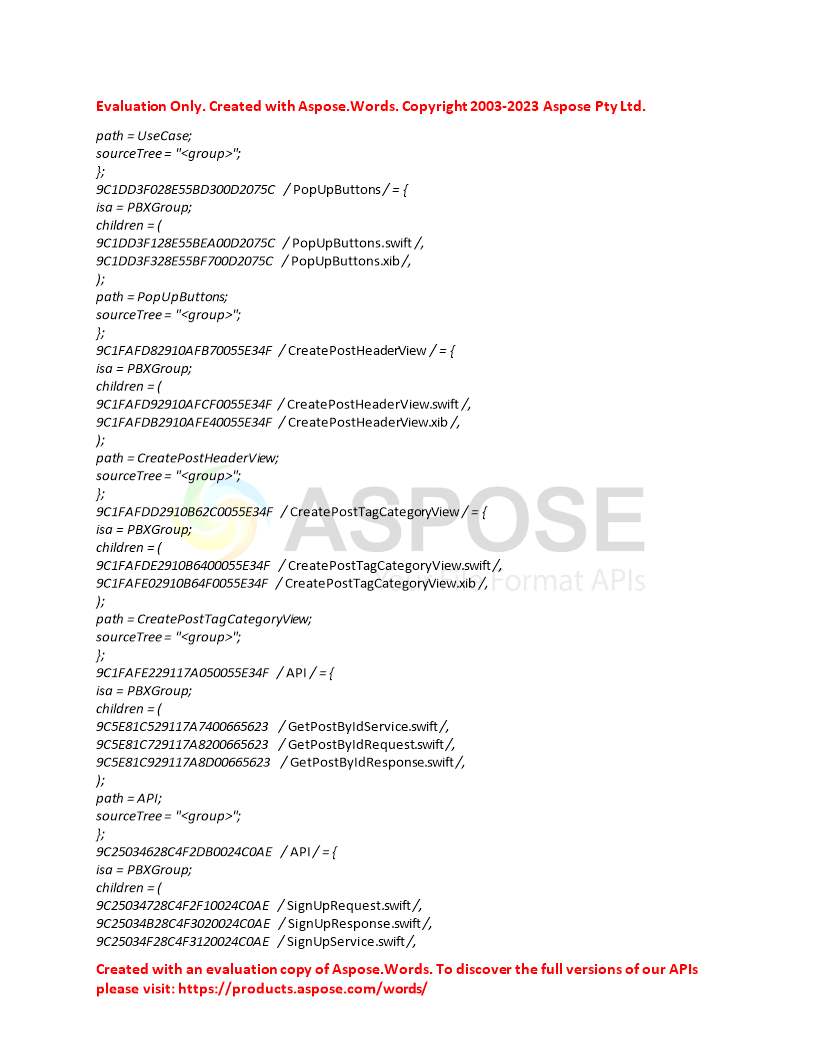 Evaluation Only. Created with Aspose.Words. Copyright 2003-2023 Aspose Pty Ltd.
path = UseCase;
sourceTree = "<group>";
};
9C1DD3F028E55BD300D2075C / PopUpButtons / = {
isa = PBXGroup;
children = (
9C1DD3F128E55BEA00D2075C / PopUpButtons.swift /,
9C1DD3F328E55BF700D2075C / PopUpButtons.xib /,
);
path = PopUpButtons;
sourceTree = "<group>";
};
9C1FAFD82910AFB70055E34F / CreatePostHeaderView / = {
isa = PBXGroup;
children = (
9C1FAFD92910AFCF0055E34F / CreatePostHeaderView.swift /,
9C1FAFDB2910AFE40055E34F / CreatePostHeaderView.xib /,
);
path = CreatePostHeaderView;
sourceTree = "<group>";
};
9C1FAFDD2910B62C0055E34F / CreatePostTagCategoryView / = {
isa = PBXGroup;
children = (
9C1FAFDE2910B6400055E34F / CreatePostTagCategoryView.swift /,
9C1FAFE02910B64F0055E34F / CreatePostTagCategoryView.xib /,
);
path = CreatePostTagCategoryView;
sourceTree = "<group>";
};
9C1FAFE229117A050055E34F / API / = {
isa = PBXGroup;
children = (
9C5E81C529117A7400665623 / GetPostByIdService.swift /,
9C5E81C729117A8200665623 / GetPostByIdRequest.swift /,
9C5E81C929117A8D00665623 / GetPostByIdResponse.swift /,
);
path = API;
sourceTree = "<group>";
};
9C25034628C4F2DB0024C0AE / API / = {
isa = PBXGroup;
children = (
9C25034728C4F2F10024C0AE / SignUpRequest.swift /,
9C25034B28C4F3020024C0AE / SignUpResponse.swift /,
9C25034F28C4F3120024C0AE / SignUpService.swift /,
Created with an evaluation copy of Aspose.Words. To discover the full versions of our APIs
please visit: https://products.aspose.com/words/
ASPOSE
Your File Format APIs